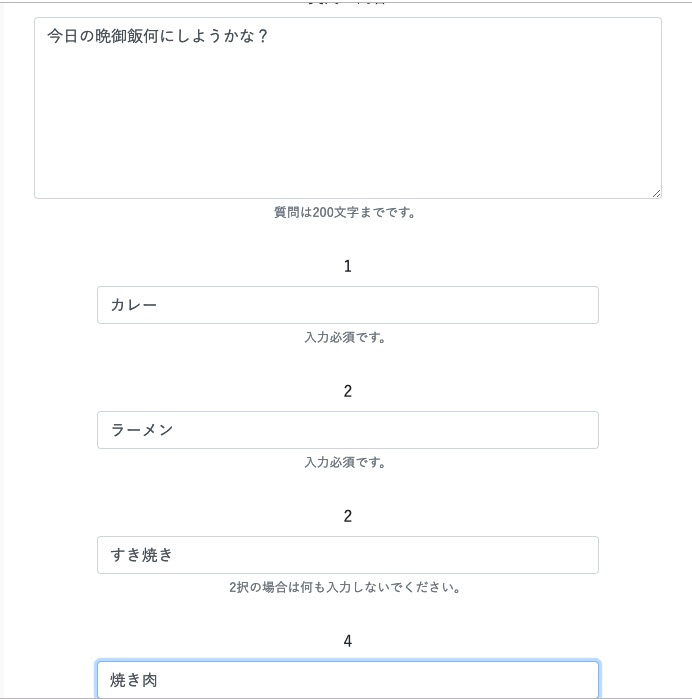 今日の晩御飯何にしようかな？
質問は200文字までです。
1
カレー
入力必須です。
2
ラーメン
入力必須です。
2
すき焼き
2択の場合は何も入力しないでください。
4
焼き肉